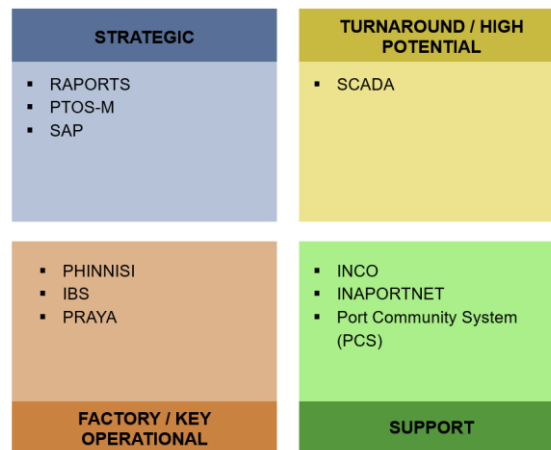 STRATEGIC
▪ RAPORTS
▪ PTOS-M
▪ SAP
TURNAROUND / HIGH
POTENTIAL
▪ SCADA
▪ PHINNISI
▪ IBS
▪ PRAYA
FACTORY / KEY
OPERATIONAL
▪ INCO
▪ INAPORTNET
▪ Port Community System
(PCS)
SUPPORT